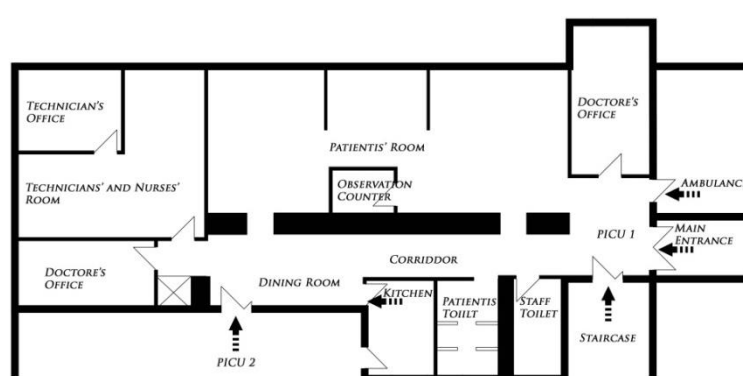 TECHNICIAN'S
OFFICE
DOCTORE'S
OFFICE
PATIENTIS' ROOM
TECHNICIANS' AND NURSES'
ROOM
OBSERVATION
COUNTER
AMBULANC
PICU 1
MAIN
ENTRANCE
CORRIDDOR
DOCTORE'S
OFFICE
DINING ROOM
KITCHEN
PATIENTIS
TOIILT
STAFF
TOILET
STAIRCASE
PICU 2